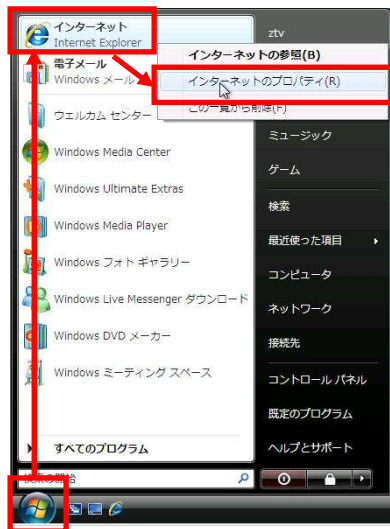 インターネット
Internet Explorer
電子メール
Windows メール
ウェルカム センター
Windows Media Center
Windows Ultimate Extras
Windows Media Player
Windows フォト ギャラリー
Windows Live Messenger ダウンロード
Windows DVD メーカー
Windows ミーティング スペース
すべてのプログラム
検索の開始
ztv
インターネットの参照(B)
インターネットのプロパティ(R)
この一覧から削除(F)
ミュージック
ゲーム
検索
最近使った項目
コンピュータ
ネットワーク
接続先
コントロール パネル
既定のプログラム
ヘルプとサポート